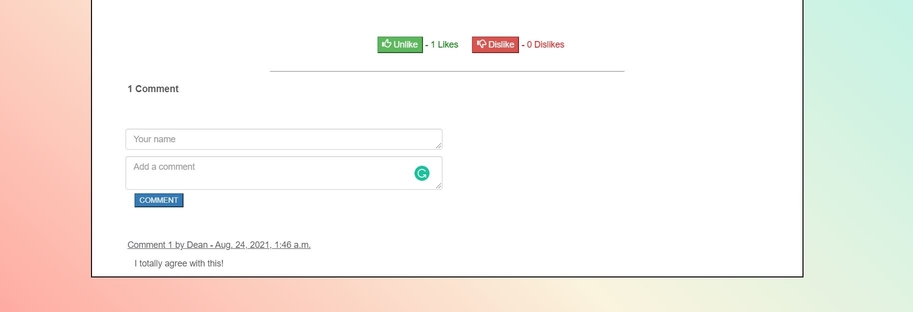 Unlike - 1 Likes Dislike - 0 Dislikes
1 Comment
Your name
Add a comment
COMMENT
Comment 1 by Dean - Aug. 24, 2021, 1:46 a.m.
I totally agree with this!